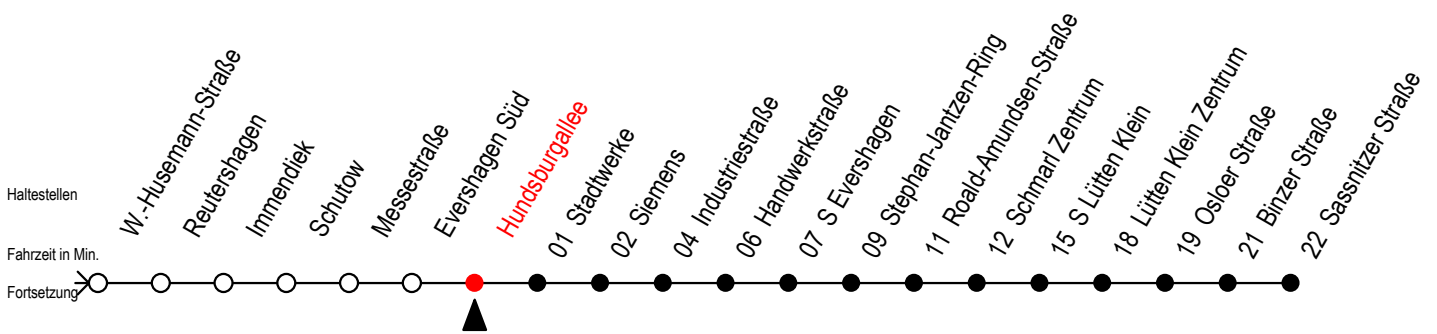 Haltestellen
Fahrzeit in Min.
Fortsetzung
W.-Husemann-Straße
Reutershagen
Immendiek
Schutow
Messestraße
Evershagen Süd
Hundsburgallee
01 Stadtwerke
02 Siemens
04 Industriestraße
06 Handwerkstraße
07 S Evershagen
09 Stephan-Jantzen-Ring
11 Roald-Amundsen-Straße
12 Schmarl Zentrum
15 S Lütten Klein
18 Lütten Klein Zentrum
19 Osloer Straße
21 Binzer Straße
22 Sassnitzer Straße